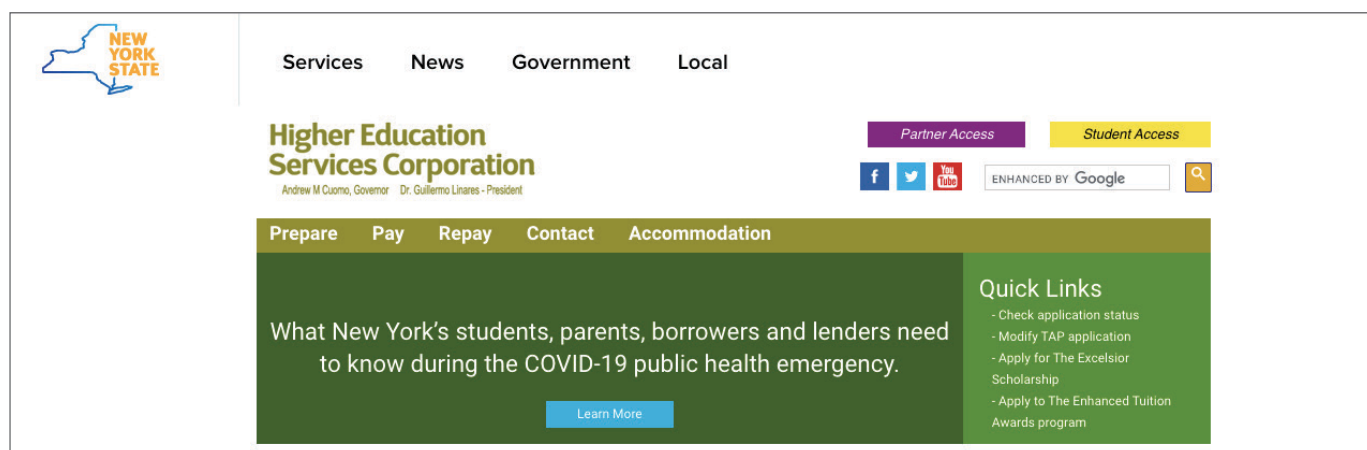 NEW
YORK
STATE
Services News Government Local
Higher Education
Services Corporation
Andrew M Cuomo, Governor Dr. Guillermo Linares - President
Partner Access Student Access
f You Tube ENHANCED BY Google
Prepare Pay Repay Contact Accommodation
What New York's students, parents, borrowers and lenders need
to know during the COVID-19 public health emergency.
Learn More
Quick Links
- Check application status
- Modify TAP application
- Apply for The Excelsior
Scholarship
- Apply to The Enhanced Tuition
Awards program